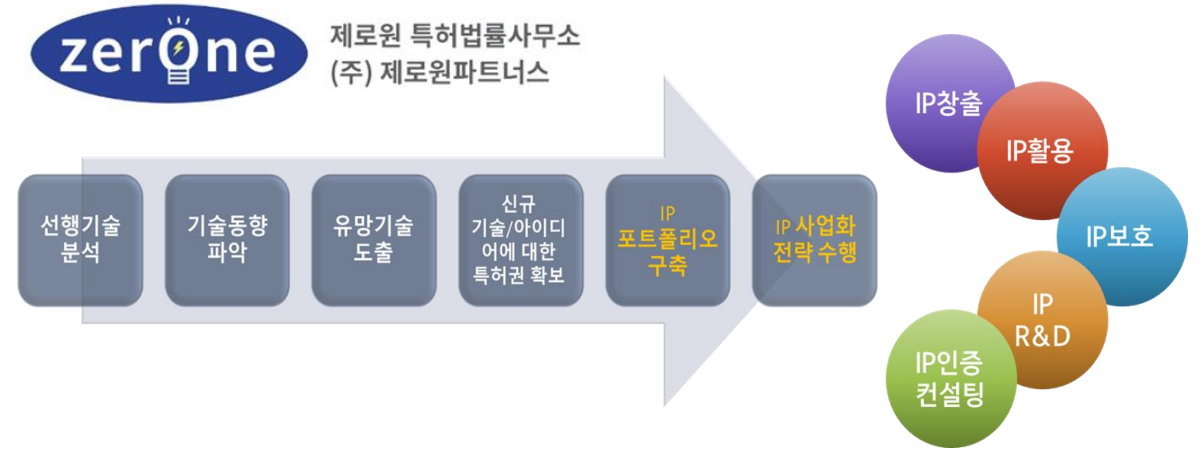 zerOne
제로원 특허법률사무소
(주) 제로원파트너스
선행기술
분석
기술동향
파악
유망기술
도출
신규
기술/아이디
어에 대한
특허권 확보
IP
포트폴리오
구축
IP 사업화
전략 수행
IP창출
IP활용
IP보호
IP
R&D
IP인증
컨설팅